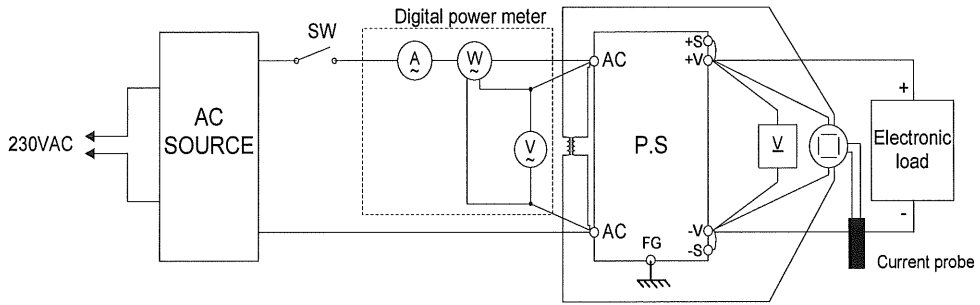 Digital power meter
SW
A
~
W
~
V
~
AC
AC
230VAC
AC
SOURCE
P.S
+S
+V
-V
-S
FG
V
+
-
Electronic
load
Current probe